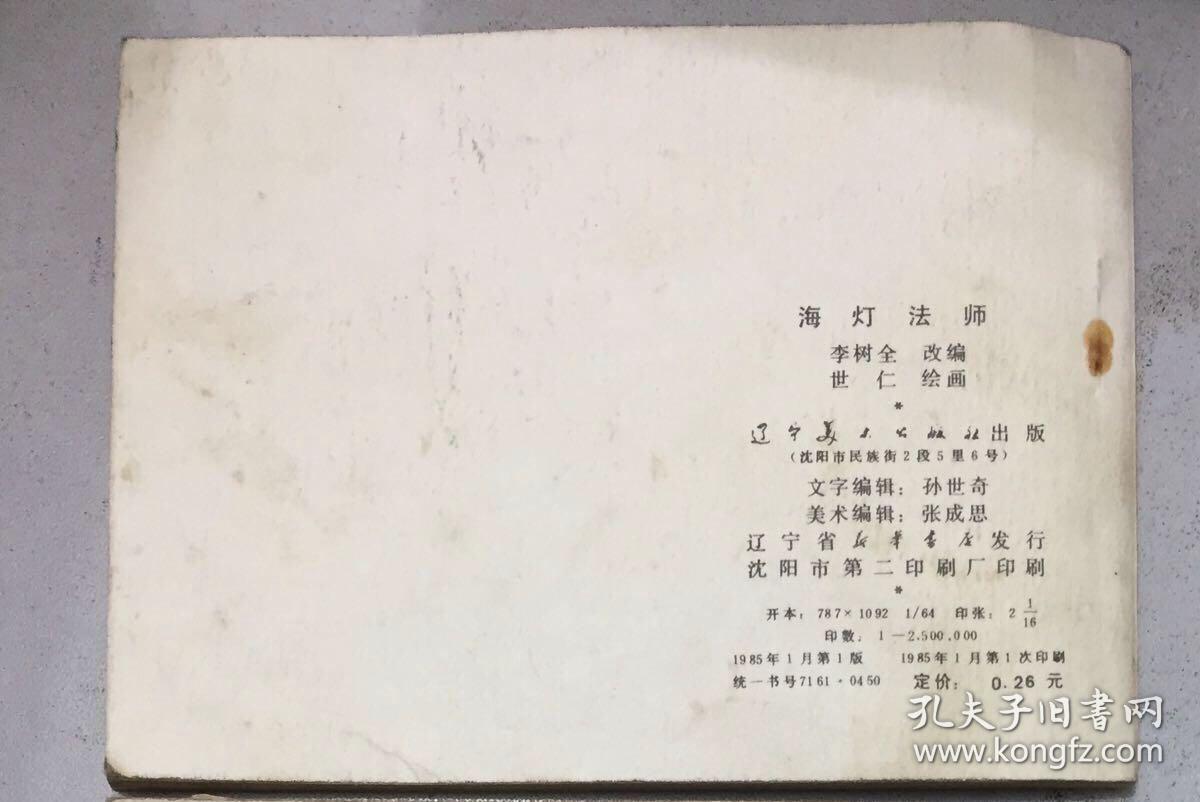 海灯法师
李树全 改编
世仁 绘画
*
辽宁美术出版社出版
(沈阳市民族街2段5里6号)
文字编辑：孙世奇
美术编辑：张成思
辽宁省新华书店发行
沈阳市第二印刷厂印刷
*
开本：787×1092 1/64 印张：2 1/16
印数：1—2,500,000
1985年1月第1版 1985年1月第1次印刷
统一书号7161·0450 定价：0.26元
孔夫子旧書网
www.kongfz.com